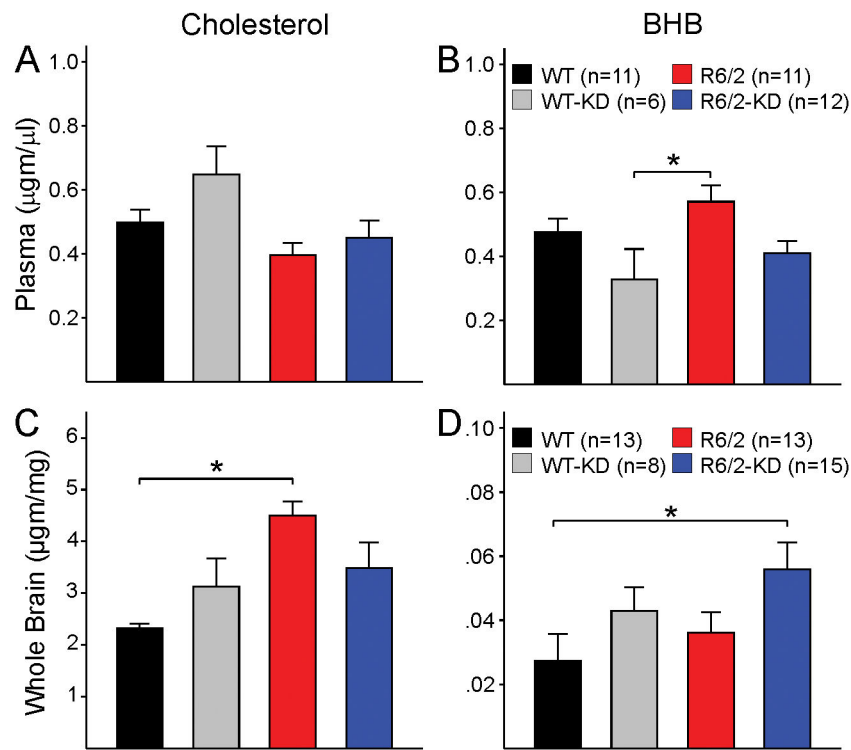 Cholesterol
BHB
A
B
1.0
0.8
0.6
0.4
0.2
Plasma (µgm/µl)
1.0
0.8
0.6
0.4
0.2
WT (n=11)
R6/2 (n=11)
WT-KD (n=6)
R6/2-KD (n=12)
*
C
D
6
5
4
3
2
1
Whole Brain (µgm/mg)
*
.10
.08
.06
.04
.02
WT (n=13)
R6/2 (n=13)
WT-KD (n=8)
R6/2-KD (n=15)
*